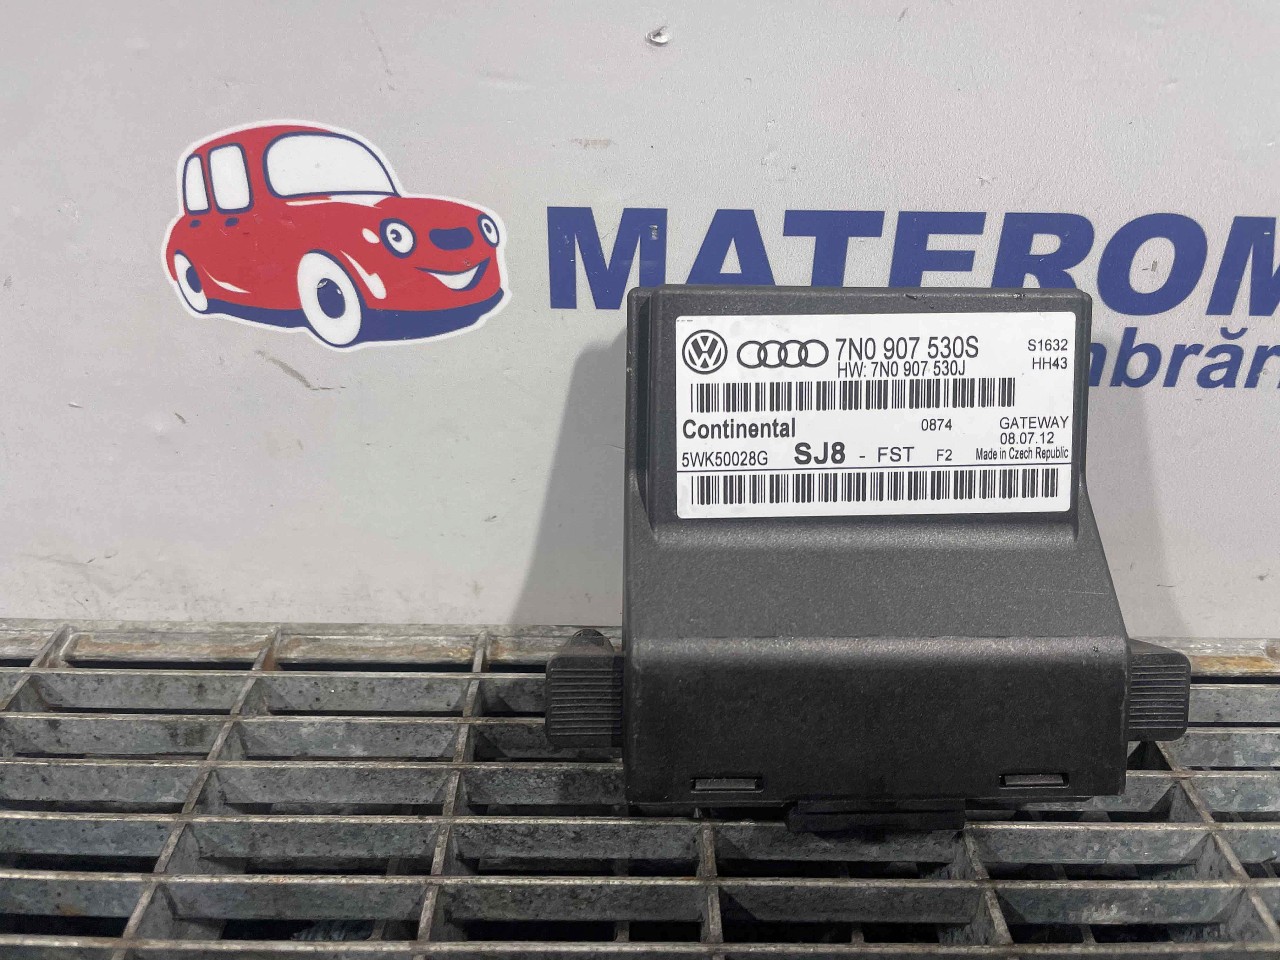 MATEROM
mbrăn
7N0 907 530S
S1632
HW: 7N0 907 530J
HH43
Continental
0874
GATEWAY
08.07.12
5WK50028G
SJ8 - FST F2
Made in Czech Republic